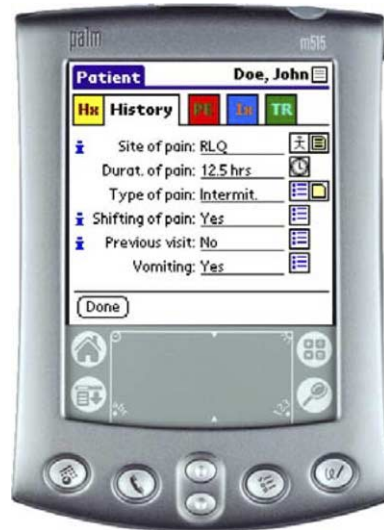 palm m515
Patient Doe, John
Hx History PE Ix TR
Site of pain: RLQ
Durat. of pain: 12.5 hrs
Type of pain: Intermit.
i Shifting of pain: Yes
i Previous visit: No
Vomiting: Yes
Done